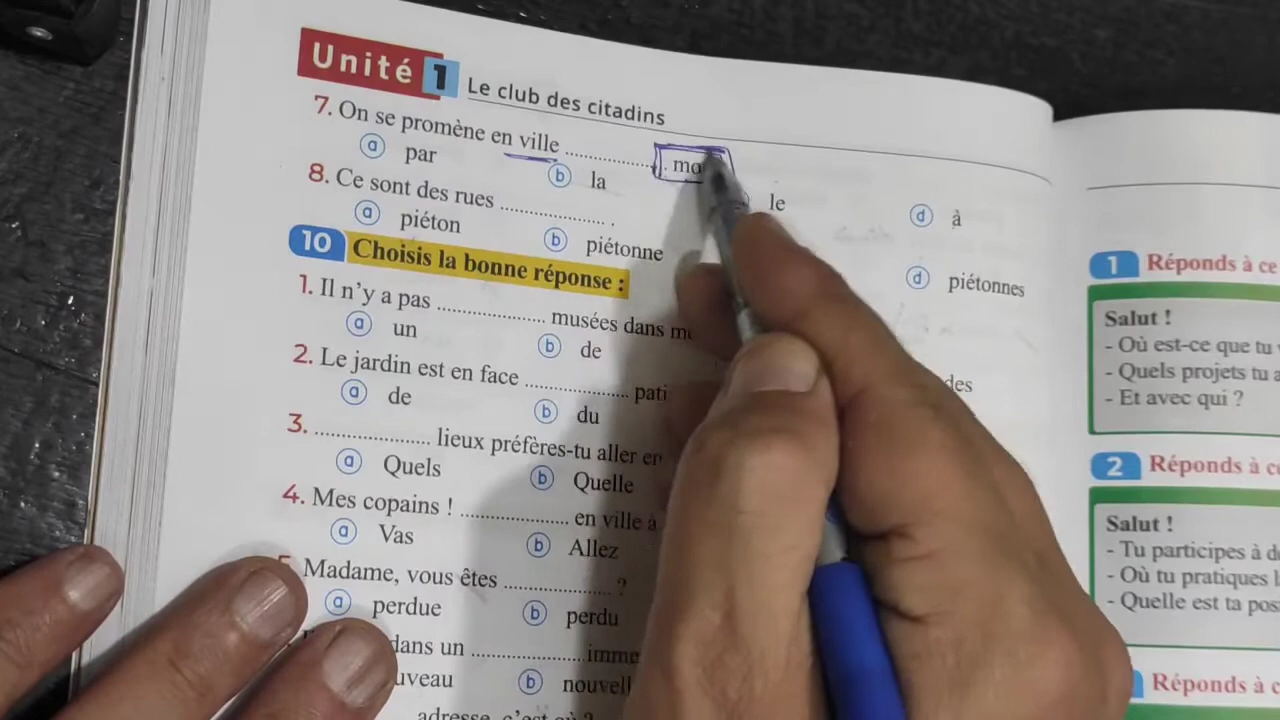 Unité 1 Le club des citadins
7. On se promène en ville ....................
a par b la le d à
8. Ce sont des rues .................. .
a piéton b piétonne d piétonnes
10 Choisis la bonne réponse :
1. Il n'y a pas .................. musées dans
a un b de des
2. Le jardin est en face .................. pati
a de b du
3. .................... lieux préfères-tu aller en
a Quels b Quelle
4. Mes copains ! .................. en ville à
a Vas b Allez
Madame, vous êtes .................. ?
a perdue b perdu
dans un .................... imme
uveau b nouvell
adresse, c'est où ?
1 Réponds à ce
Salut !
- Où est-ce que tu
- Quels projets tu a
- Et avec qui ?
2 Réponds à c
Salut !
- Tu participes à d
- Où tu pratiques l
- Quelle est ta pos
Réponds à c